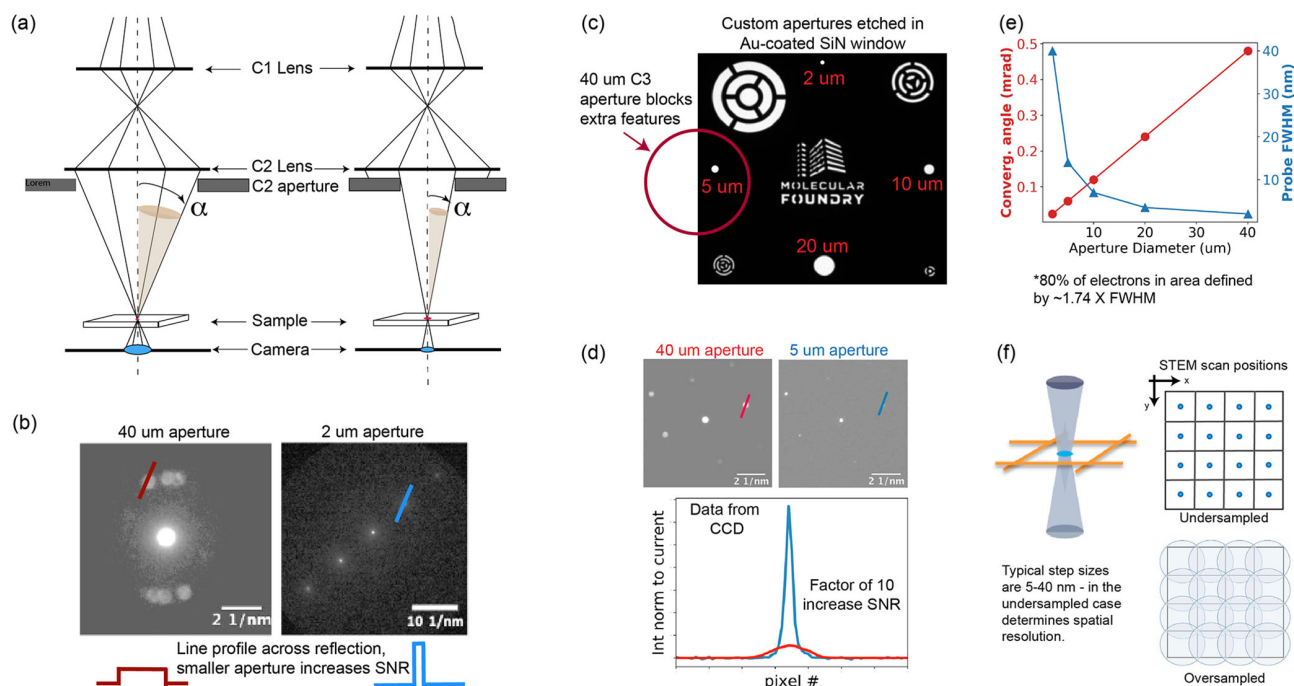 (a)
C1 Lens
C2 Lens
Lorem
C2 aperture
α
α
Sample
Camera
(b)
40 um aperture
2 um aperture
2 1/nm
10 1/nm
Line profile across reflection,
smaller aperture increases SNR
(c)
Custom apertures etched in
Au-coated SiN window
40 um C3
aperture blocks
extra features
2 um
5 um
10 um
MOLECULAR
FOUNDRY
20 um
(d)
40 um aperture
5 um aperture
2 1/nm
2 1/nm
Data from
CCD
Factor of 10
increase SNR
Int norm to current
pixel #
(e)
Converg. angle (mrad)
0.5
0.4
0.3
0.2
0.1
Probe FWHM (nm)
40
30
20
10
10
20
30
40
Aperture Diameter (um)
*80% of electrons in area defined
by ~1.74 X FWHM
(f)
STEM scan positions
x
y
Undersampled
Typical step sizes
are 5-40 nm - in the
undersampled case
determines spatial
resolution.
Oversampled